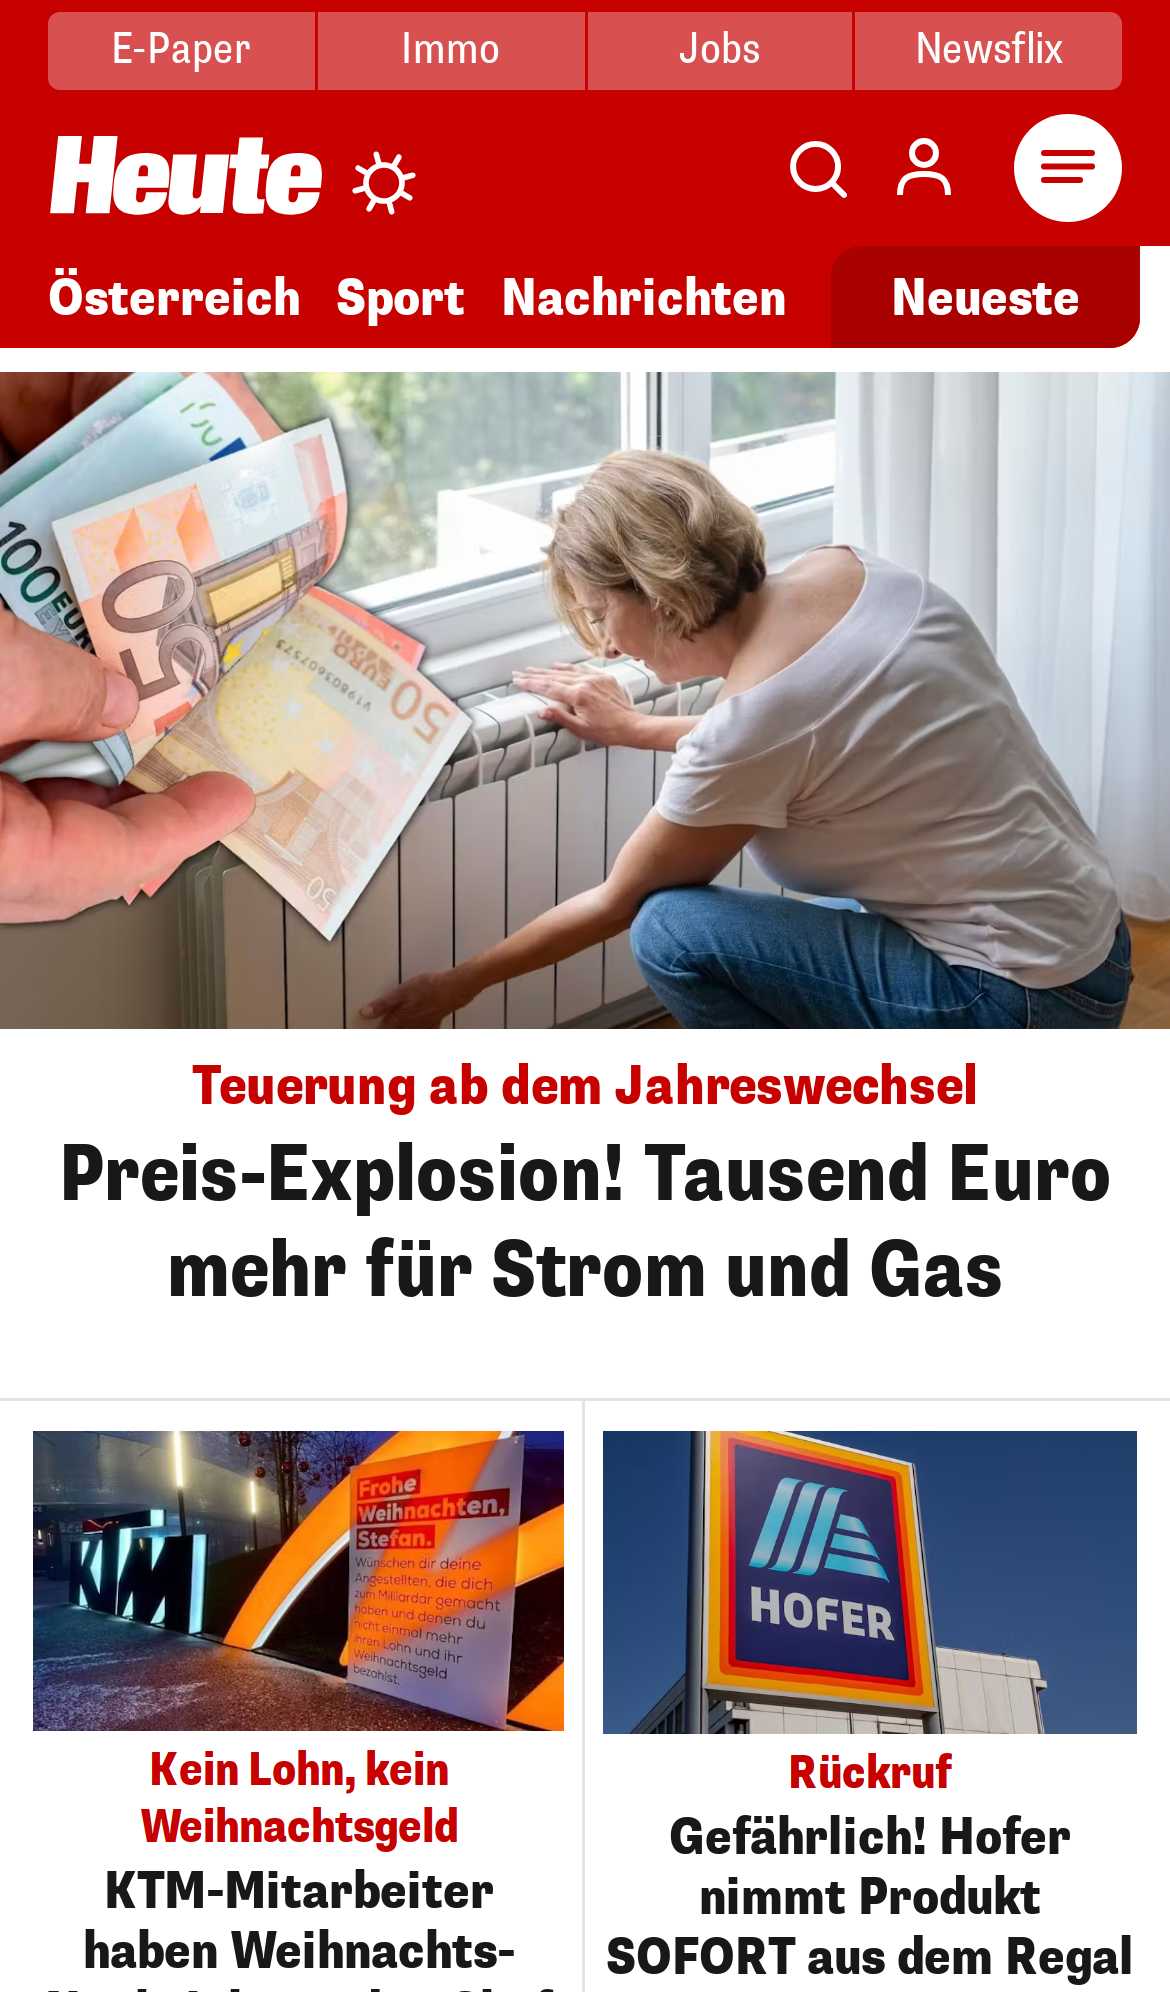 E-Paper
Immo
Jobs
Newsflix
Heute
Österreich
Sport
Nachrichten
Neueste
100
EUR
50
50
EURO
V19803607573
50
Teuerung ab dem Jahreswechsel
Preis-Explosion! Tausend Euro
mehr für Strom und Gas
KTM
Frohe
Weihnachten,
Stefan.
Wünschen dir deine
Angestellten, die dich
zum Milliardär gemacht
haben und denen du
nicht einmal mehr
ihren Lohn und ihr
Weihnachtsgeld
bezahlst.
HOFER
Kein Lohn, kein
Weihnachtsgeld
KTM-Mitarbeiter
haben Weihnachts-
Rückruf
Gefährlich! Hofer
nimmt Produkt
SOFORT aus dem Regal